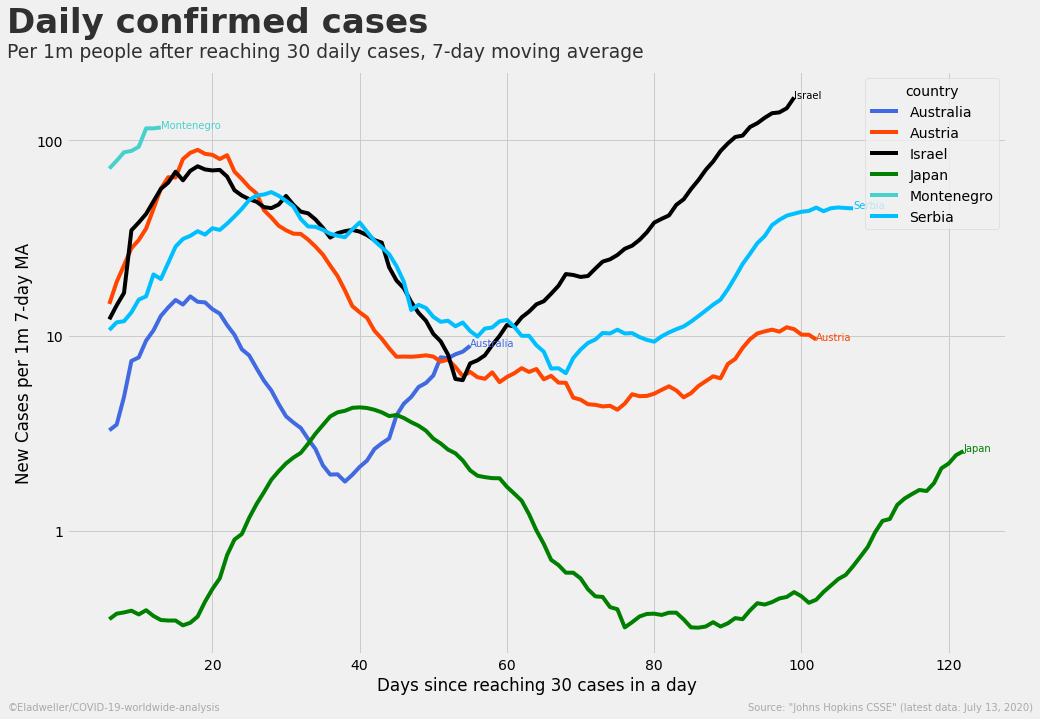 Daily confirmed cases
Per 1m people after reaching 30 daily cases, 7-day moving average
country
Australia
Austria
Israel
Japan
Montenegro
Serbia
Israel
Montenegro
Serbia
Australia
Austria
Japan
New Cases per 1m 7-day MA
100
10
1
20 40 60 80 100 120
Days since reaching 30 cases in a day
©Eladweller/COVID-19-worldwide-analysis
Source: "Johns Hopkins CSSE" (latest data: July 13, 2020)